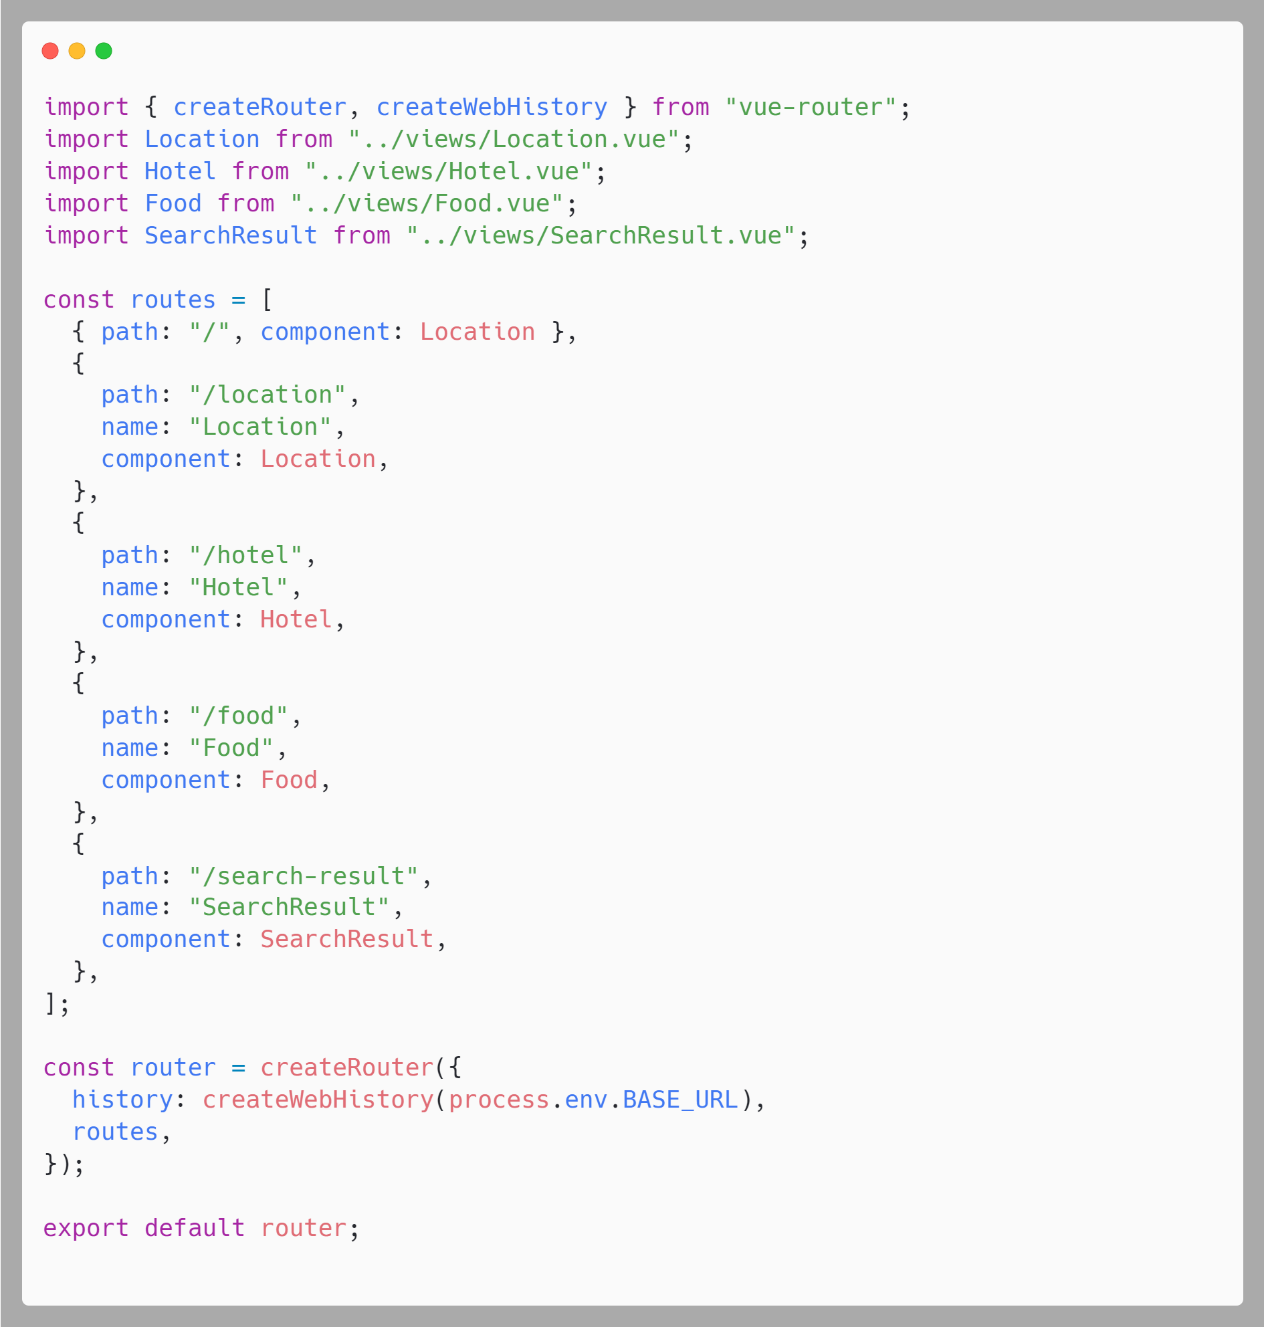 import { createRouter, createWebHistory } from "vue-router";
import Location from "../views/Location.vue";
import Hotel from "../views/Hotel.vue";
import Food from "../views/Food.vue";
import SearchResult from "../views/SearchResult.vue";

const routes = [
  { path: "/", component: Location },
  {
    path: "/location",
    name: "Location",
    component: Location,
  },
  {
    path: "/hotel",
    name: "Hotel",
    component: Hotel,
  },
  {
    path: "/food",
    name: "Food",
    component: Food,
  },
  {
    path: "/search-result",
    name: "SearchResult",
    component: SearchResult,
  },
];

const router = createRouter({
  history: createWebHistory(process.env.BASE_URL),
  routes,
});

export default router;